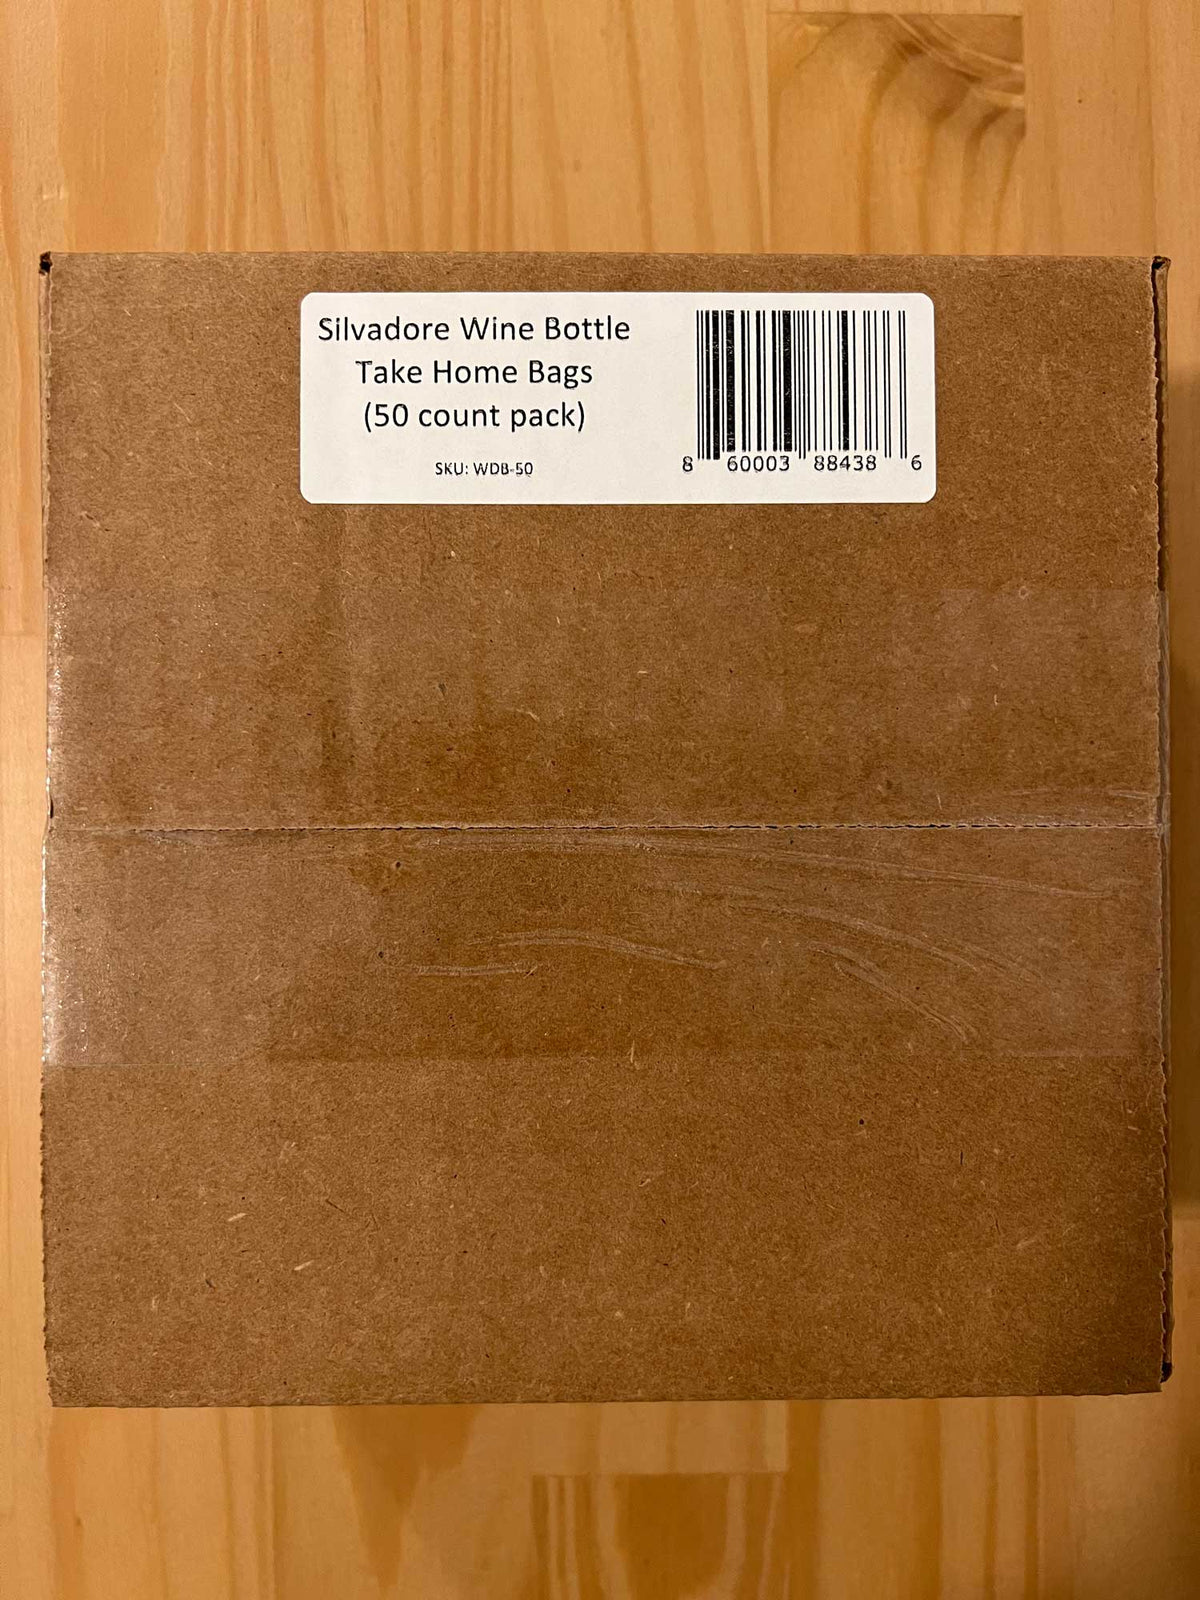 Silvadore Wine Bottle
Take Home Bags
(50 count pack)
SKU: WDB-50
8 60003 88438 6